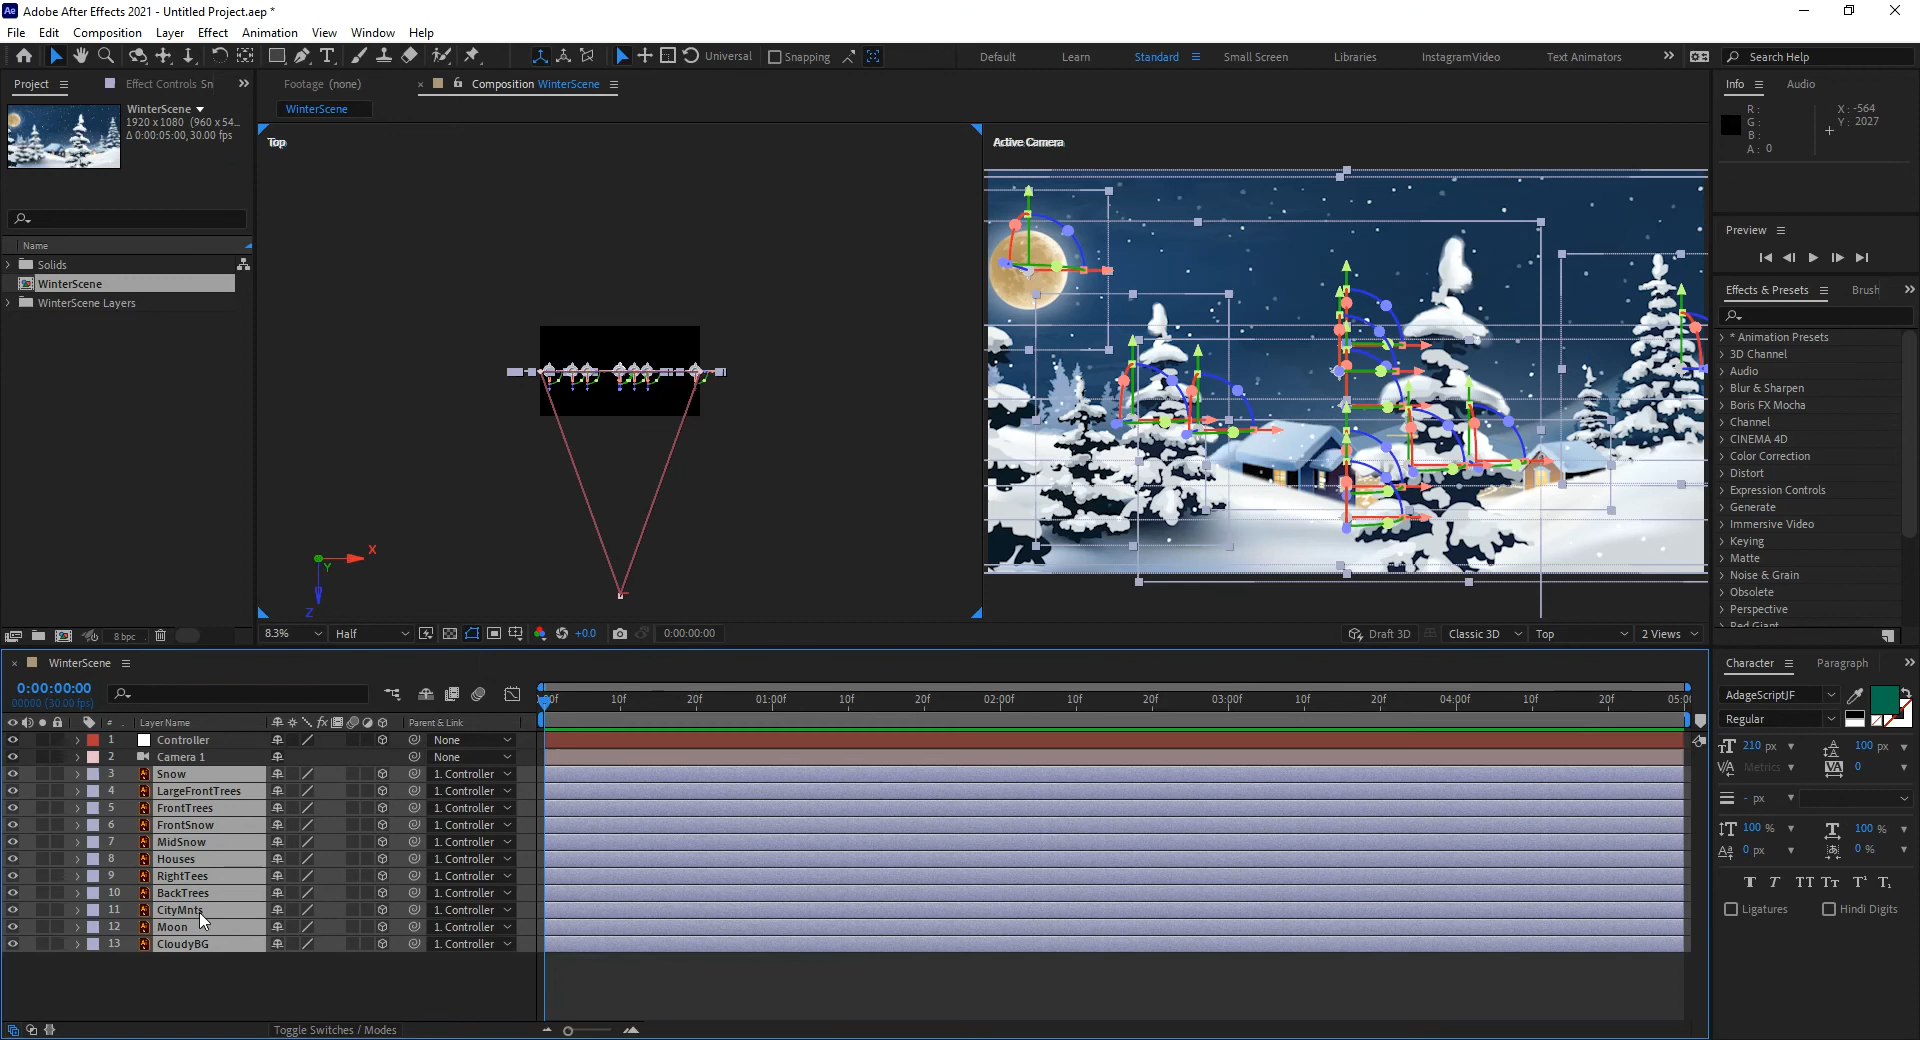 Ae Adobe After Effects 2021 - Untitled Project.aep *
File Edit Composition Layer Effect Animation View Window Help
Universal Snapping Default Learn Standard Small Screen Libraries InstagramVideo Text Animators Search Help
Project Effect Controls Sn
WinterScene
1920 x 1080 (960 x 54...
Δ 0:00:05:00, 30.00 fps
Name
Solids
WinterScene
WinterScene Layers
8 bpc
Footage (none)
Composition WinterScene
WinterScene
Top
Active Camera
X
Y
Z
8.3% Half +0.0 0:00:00:00 Draft 3D Classic 3D Top 2 Views
Info Audio
R:
G:
B:
A: 0
X: -564
Y: 2027
Preview
Effects & Presets Brush
* Animation Presets
3D Channel
Audio
Blur & Sharpen
Boris FX Mocha
Channel
CINEMA 4D
Color Correction
Distort
Expression Controls
Generate
Immersive Video
Keying
Matte
Noise & Grain
Obsolete
Perspective
Red Giant
WinterScene
0:00:00:00
00000 (30.00 fps)
10f 20f 01:00f 10f 20f 02:00f 10f 20f 03:00f 10f 20f 04:00f 10f 20f 05:0
# Layer Name fx Parent & Link
1 Controller None
2 Camera 1 None
3 Snow 1. Controller
4 LargeFrontTrees 1. Controller
5 FrontTrees 1. Controller
6 FrontSnow 1. Controller
7 MidSnow 1. Controller
8 Houses 1. Controller
9 RightTees 1. Controller
10 BackTrees 1. Controller
11 CityMnts 1. Controller
12 Moon 1. Controller
13 CloudyBG 1. Controller
Toggle Switches / Modes
Character Paragraph
AdageScriptJF
Regular
210 px 100 px
Metrics 0
- px
100 % 100 %
0 px 0 %
T T TT Tt T¹ T₁
Ligatures Hindi Digits